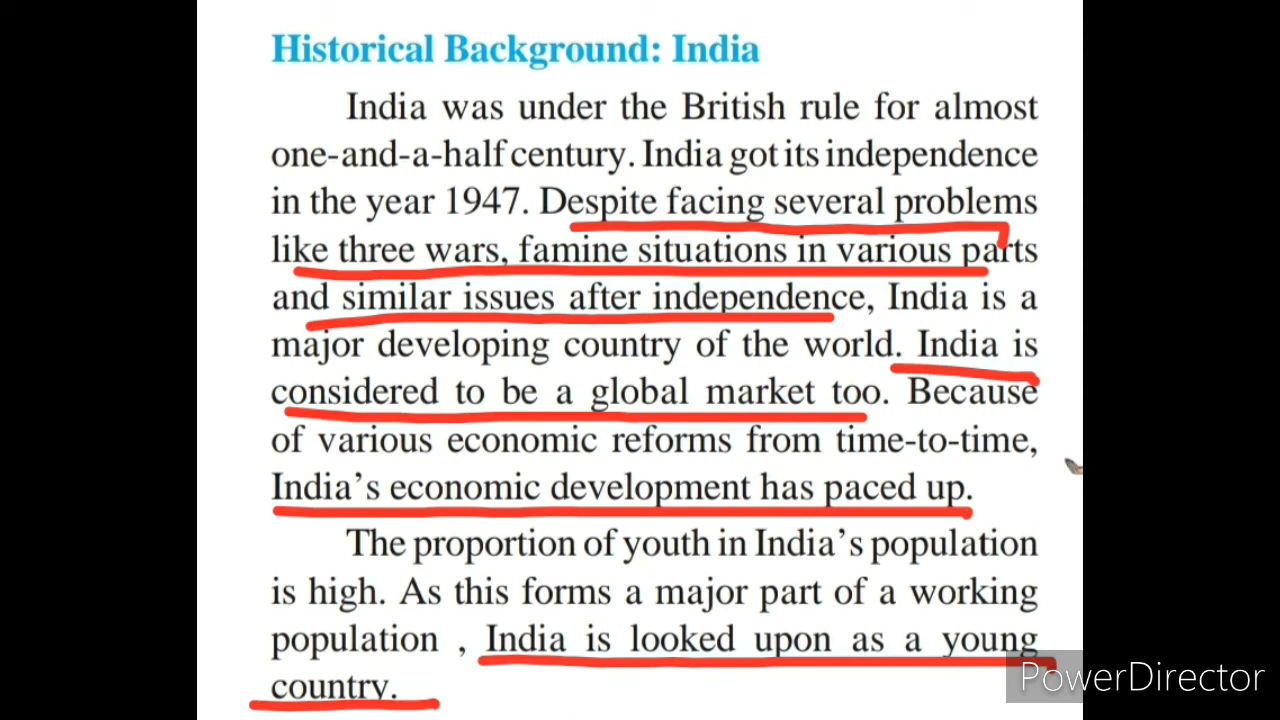 Historical Background: India
India was under the British rule for almost
one-and-a-half century. India got its independence
in the year 1947. Despite facing several problems
like three wars, famine situations in various parts
and similar issues after independence, India is a
major developing country of the world. India is
considered to be a global market too. Because
of various economic reforms from time-to-time,
India’s economic development has paced up.
The proportion of youth in India’s population
is high. As this forms a major part of a working
population , India is looked upon as a young
country.
PowerDirector